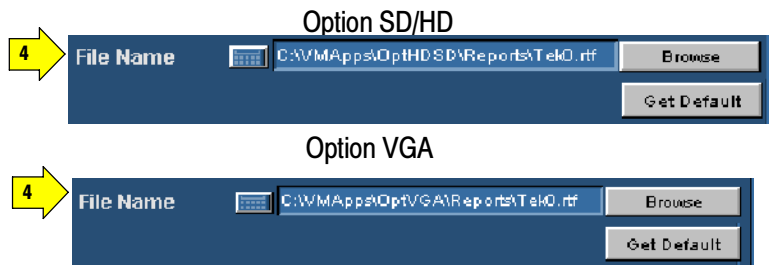 Option SD/HD
4 File Name C:\VMApps\OptHDSD\Reports\Tek0.rtf Browse
Get Default
Option VGA
4 File Name C:\VMApps\OptVGA\Reports\Tek0.rtf Browse
Get Default